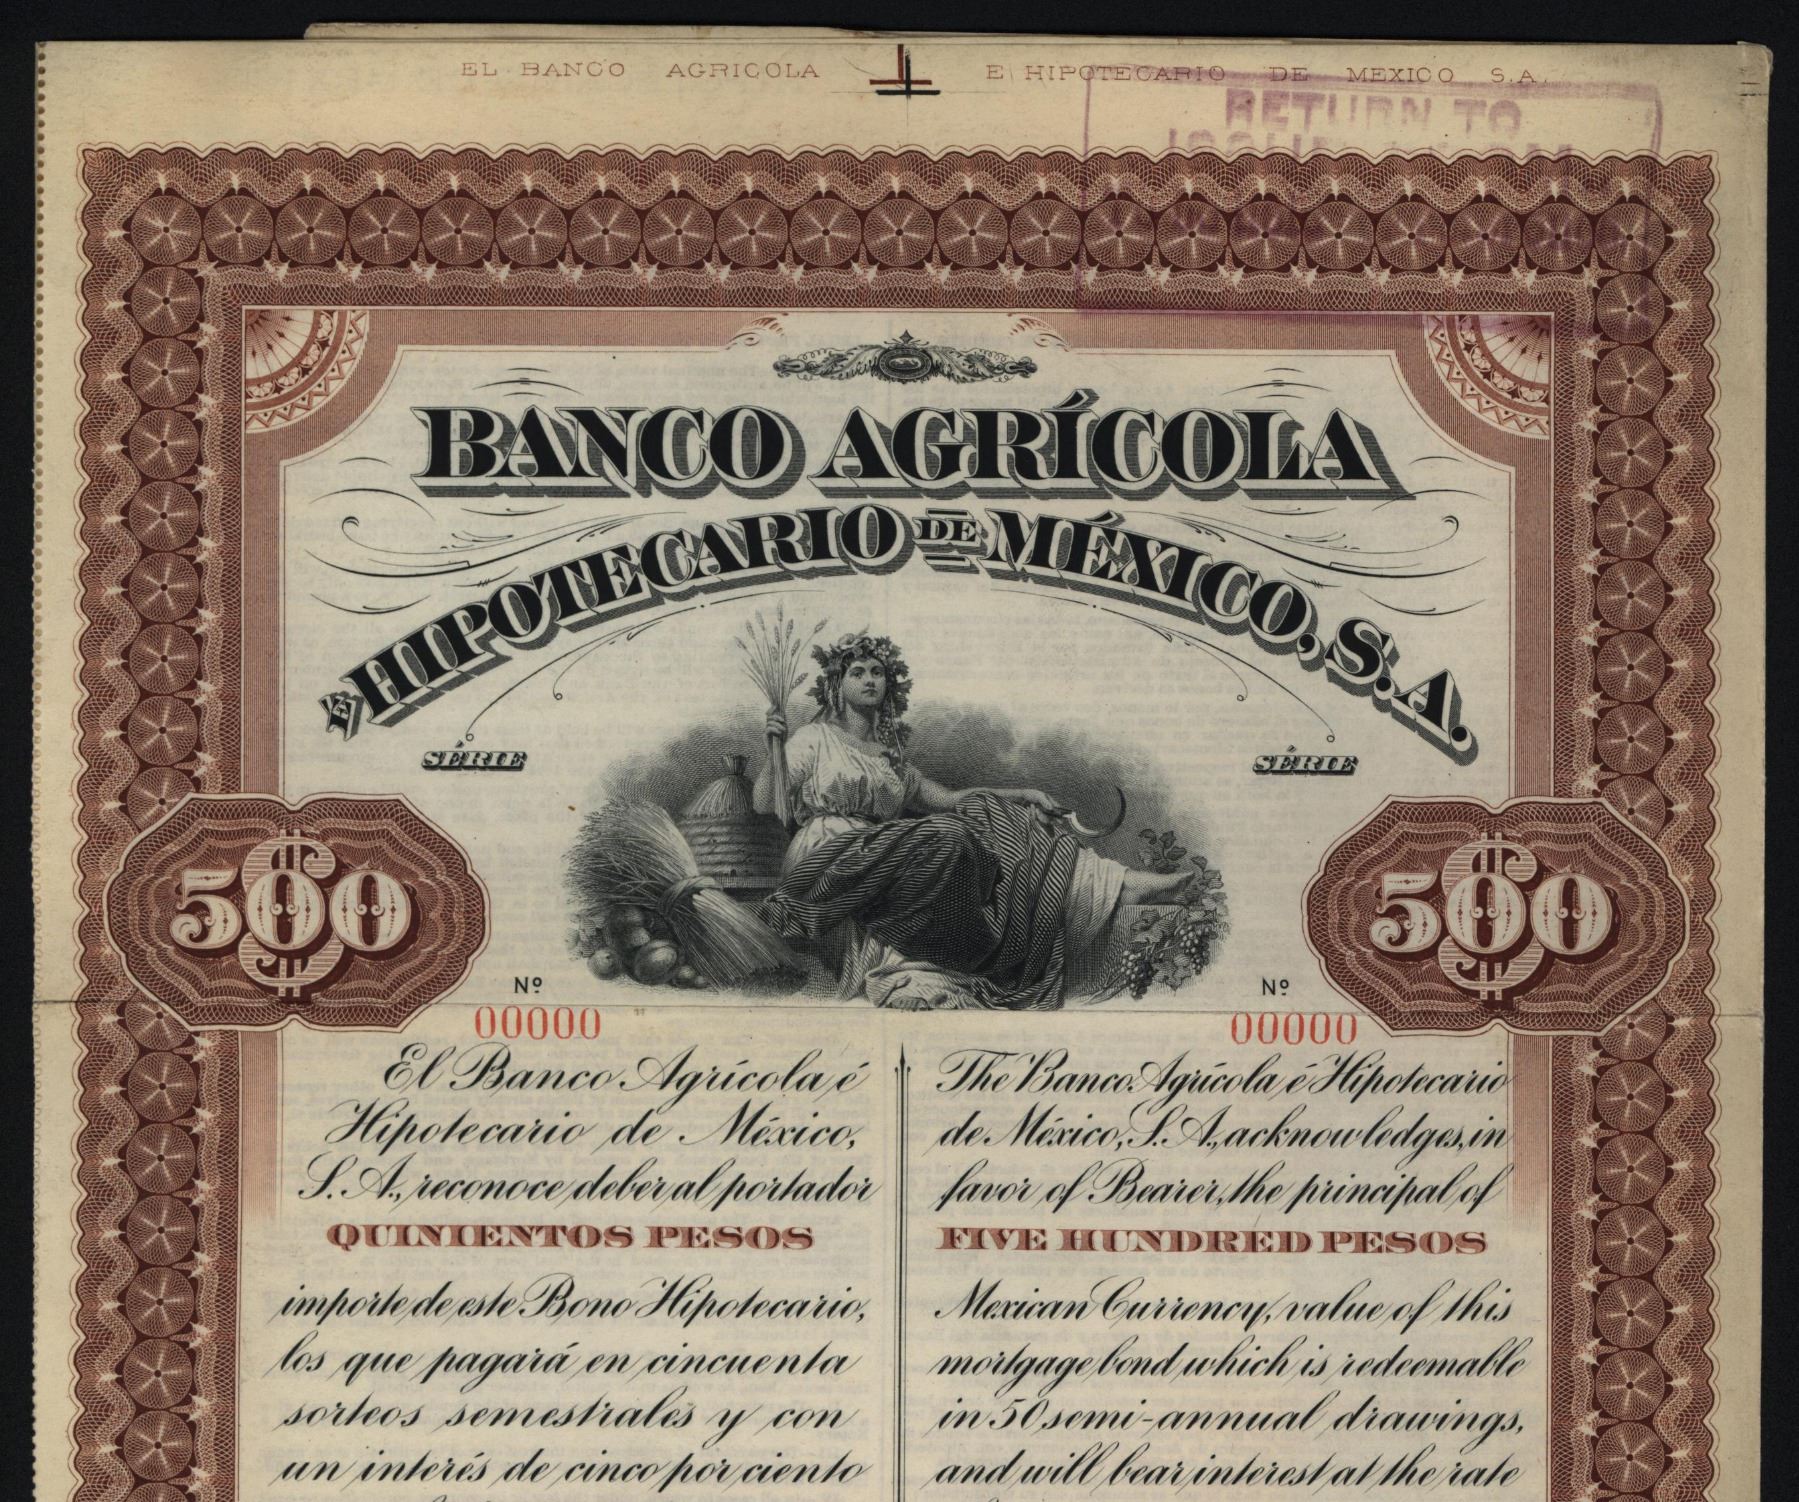 EL BANCO AGRICOLA E HIPOTECARIO DE MEXICO S.A.
RETURN TO
BANCO AGRÍCOLA
É HIPOTECARIO DE MÉXICO, S. A.
SÉRIE SÉRIE
$500 $500
Nº Nº
00000 00000
El Banco Agrícola é
Hipotecario de México,
S. A., reconoce deber al portador
QUINIENTOS PESOS
importe de este Bono Hipotecario,
los que pagará en cincuenta
sorteos semestrales y con
un interés de cinco por ciento
The Banco Agrícola é Hipotecario
de México, S. A., acknowledges, in
favor of Bearer, the principal of
FIVE HUNDRED PESOS
Mexican Currency, value of this
mortgage bond which is redeemable
in 50 semi-annual drawings,
and will bear interest at the rate